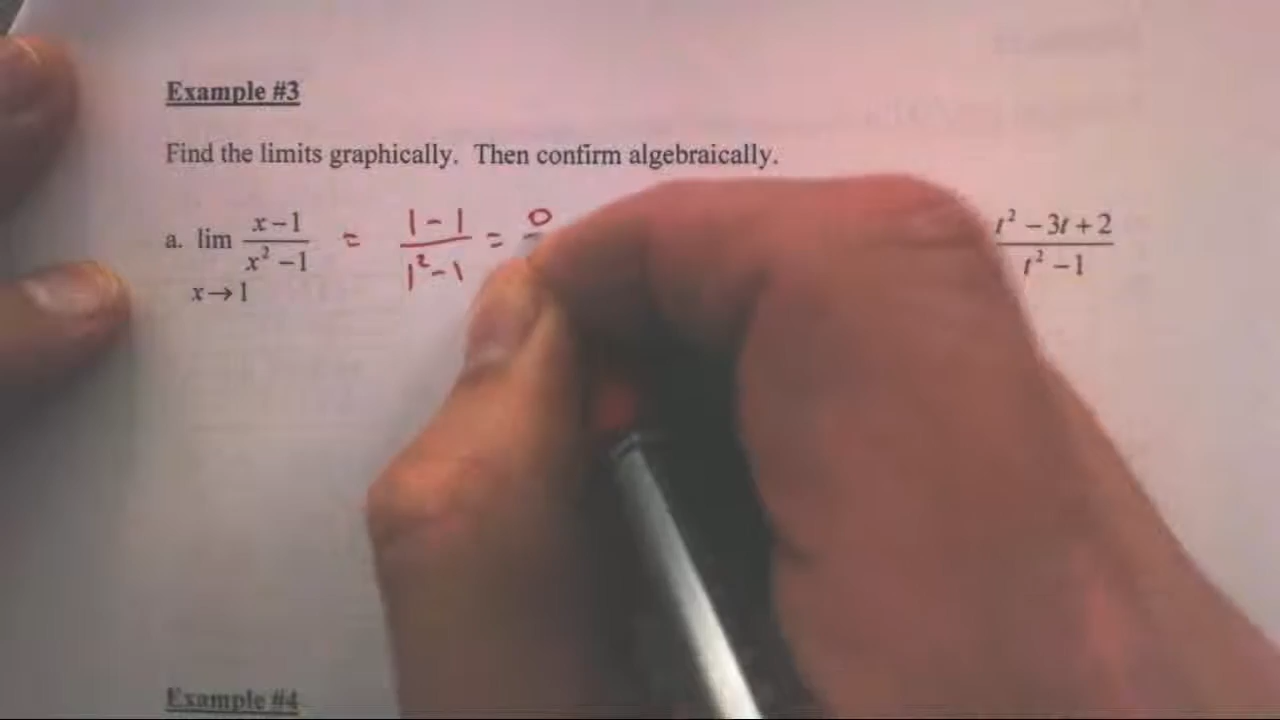 Example #3
Find the limits graphically. Then confirm algebraically.
a. lim x→1 (x-1)/(x²-1) = (1-1)/(1²-1) = 0
(t²-3t+2)/(t²-1)
Example #4